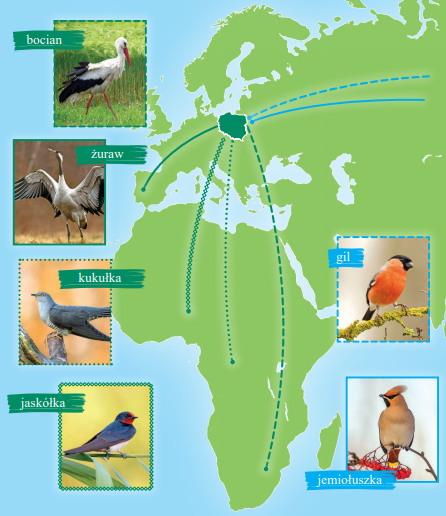 bocian
żuraw
kukułka
gil
jaskółka
jemiołuszka